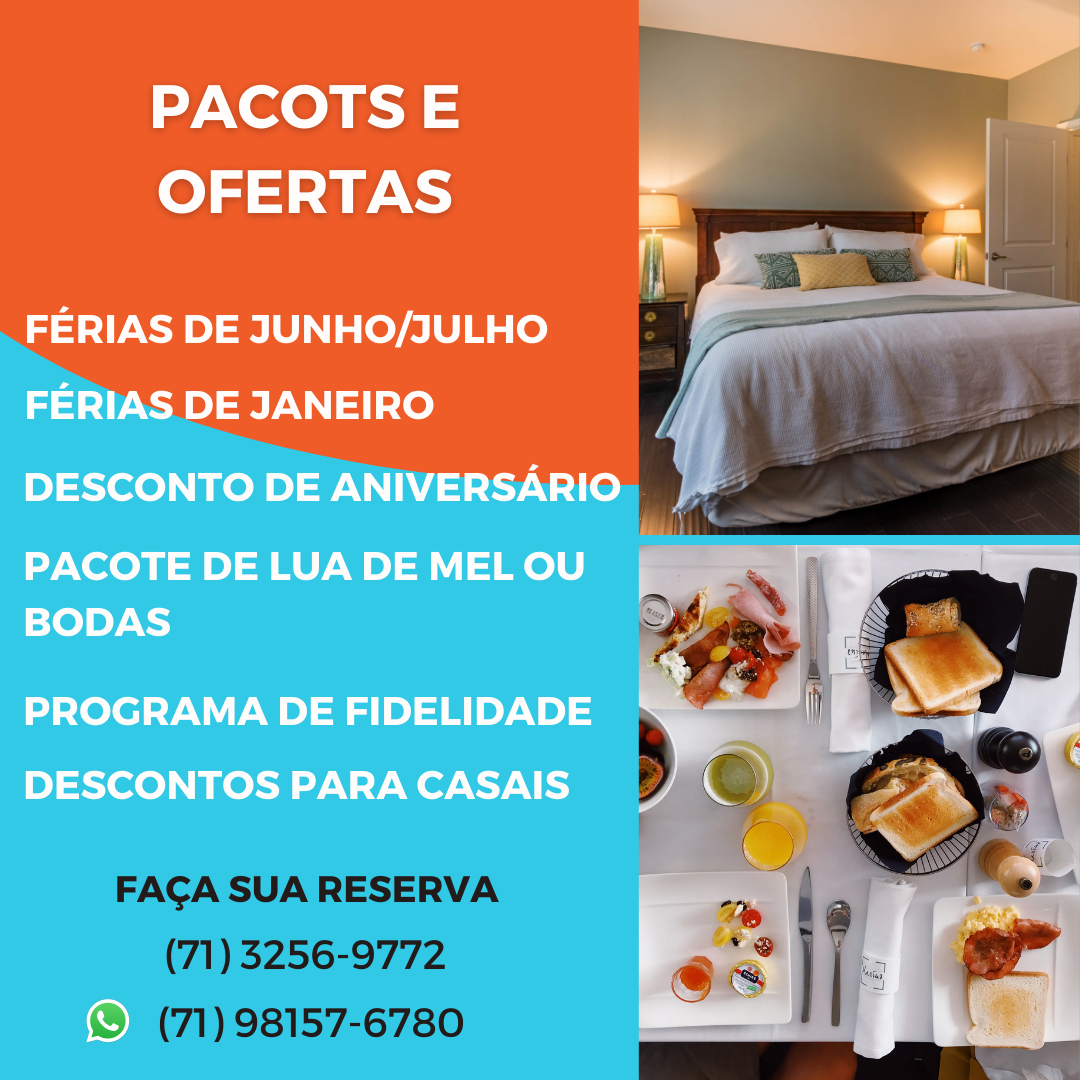 PACOTS E
OFERTAS
FÉRIAS DE JUNHO/JULHO
FÉRIAS DE JANEIRO
DESCONTO DE ANIVERSÁRIO
PACOTE DE LUA DE MEL OU
BODAS
PROGRAMA DE FIDELIDADE
DESCONTOS PARA CASAIS
FAÇA SUA RESERVA
(71) 3256-9772
(71) 98157-6780